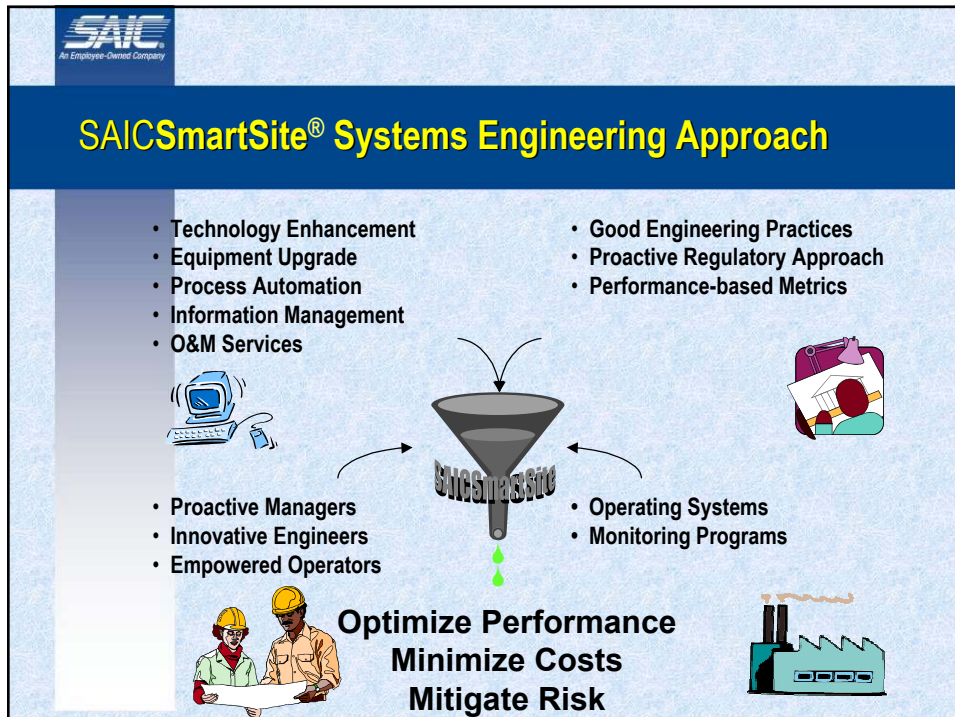 SAIC®
An Employee-Owned Company
SAICSmartSite® Systems Engineering Approach
• Technology Enhancement
• Equipment Upgrade
• Process Automation
• Information Management
• O&M Services
• Good Engineering Practices
• Proactive Regulatory Approach
• Performance-based Metrics
SAICSmartSite
• Proactive Managers
• Innovative Engineers
• Empowered Operators
• Operating Systems
• Monitoring Programs
Optimize Performance
Minimize Costs
Mitigate Risk